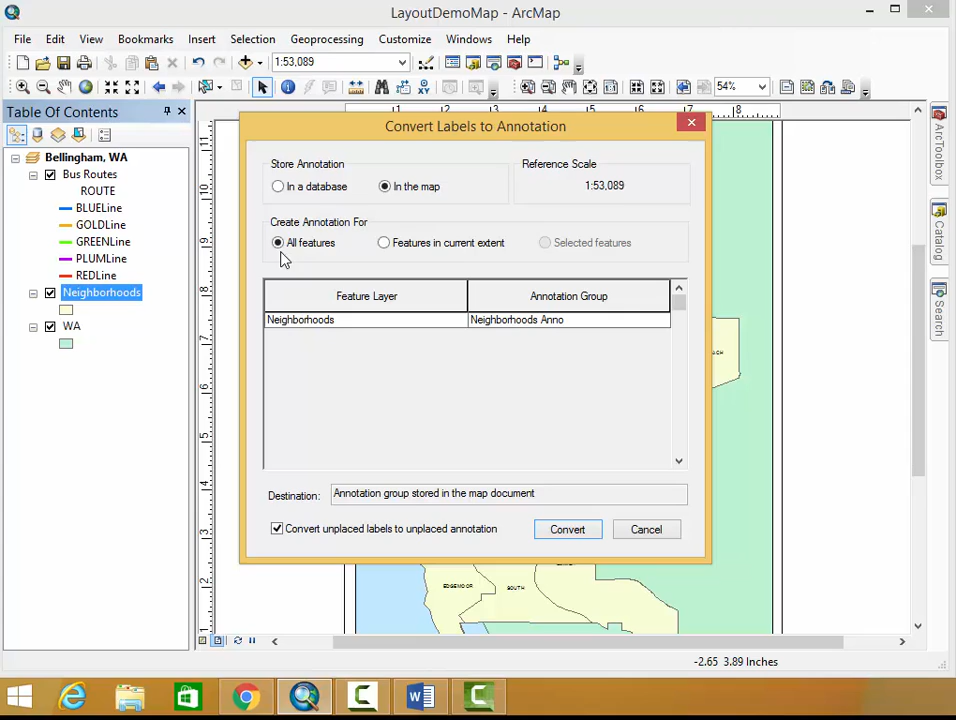 LayoutDemoMap - ArcMap
File Edit View Bookmarks Insert Selection Geoprocessing Customize Windows Help
1:53,089
54%
Table Of Contents
Bellingham, WA
Bus Routes
ROUTE
BLUELine
GOLDLine
GREENLine
PLUMLine
REDLine
Neighborhoods
WA
Convert Labels to Annotation
Store Annotation
In a database In the map
Reference Scale
1:53,089
Create Annotation For
All features Features in current extent Selected features
Feature Layer Annotation Group
Neighborhoods Neighborhoods Anno
Destination: Annotation group stored in the map document
Convert unplaced labels to unplaced annotation Convert Cancel
EDGEMOOR SOUTH
ArcToolbox
Catalog
Search
-2.65 3.89 Inches